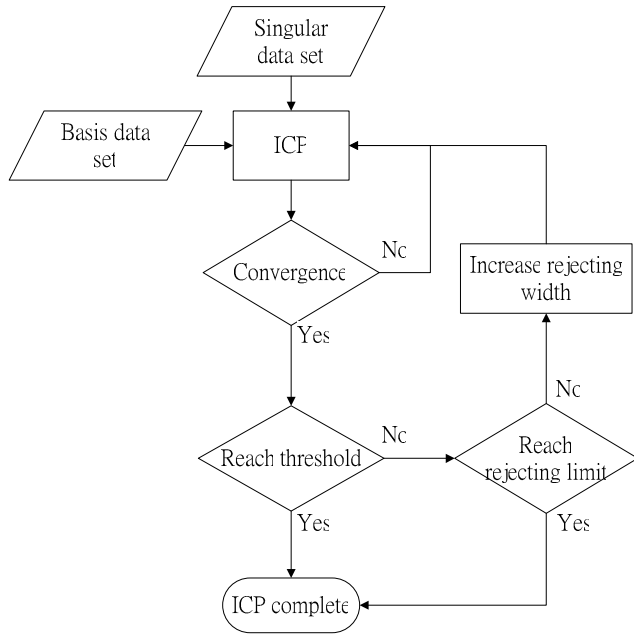 Singular
data set
Basis data
set
ICP
No
Convergence
Increase rejecting
width
Yes
No
No
Reach threshold
Reach
rejecting limit
Yes
Yes
ICP complete